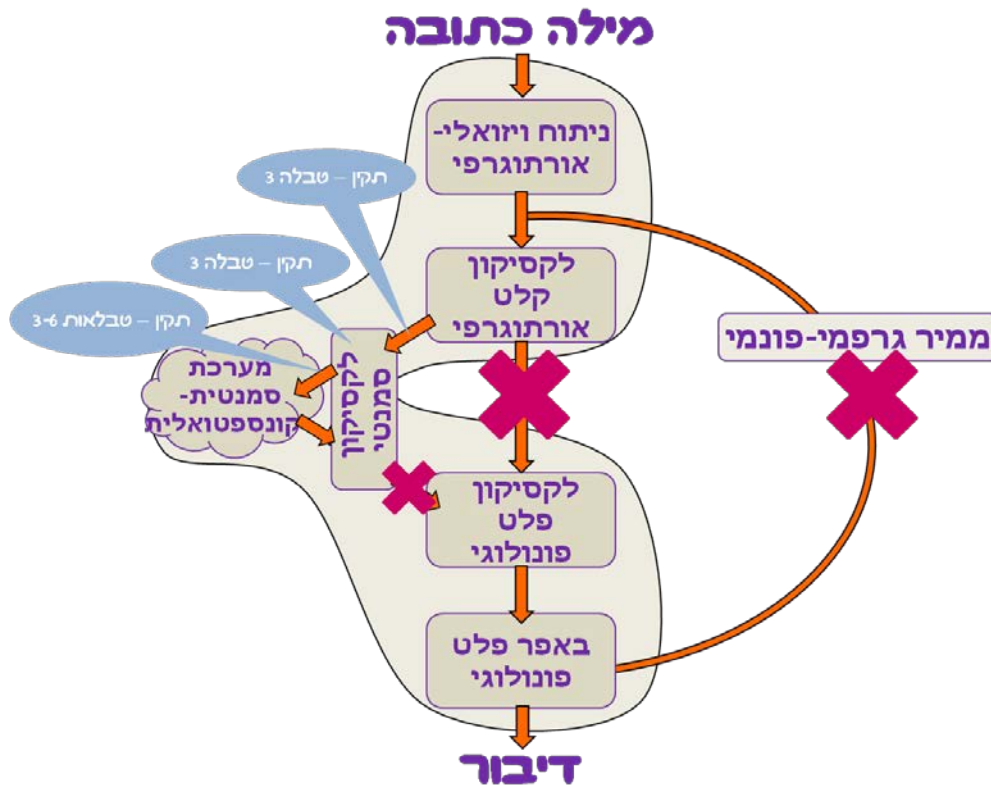 מילה כתובה
ניתוח ויזואלי-
אורתוגרפי
תקין – טבלה 3
לקסיקון
קלט
אורתוגרפי
תקין – טבלה 3
תקין – טבלאות 3-6
ממיר גרפמי-פונמי
לקסיקון
סמנטי
מערכת
סמנטית-
קונספטואלית
לקסיקון
פלט
פונולוגי
באפר פלט
פונולוגי
דיבור